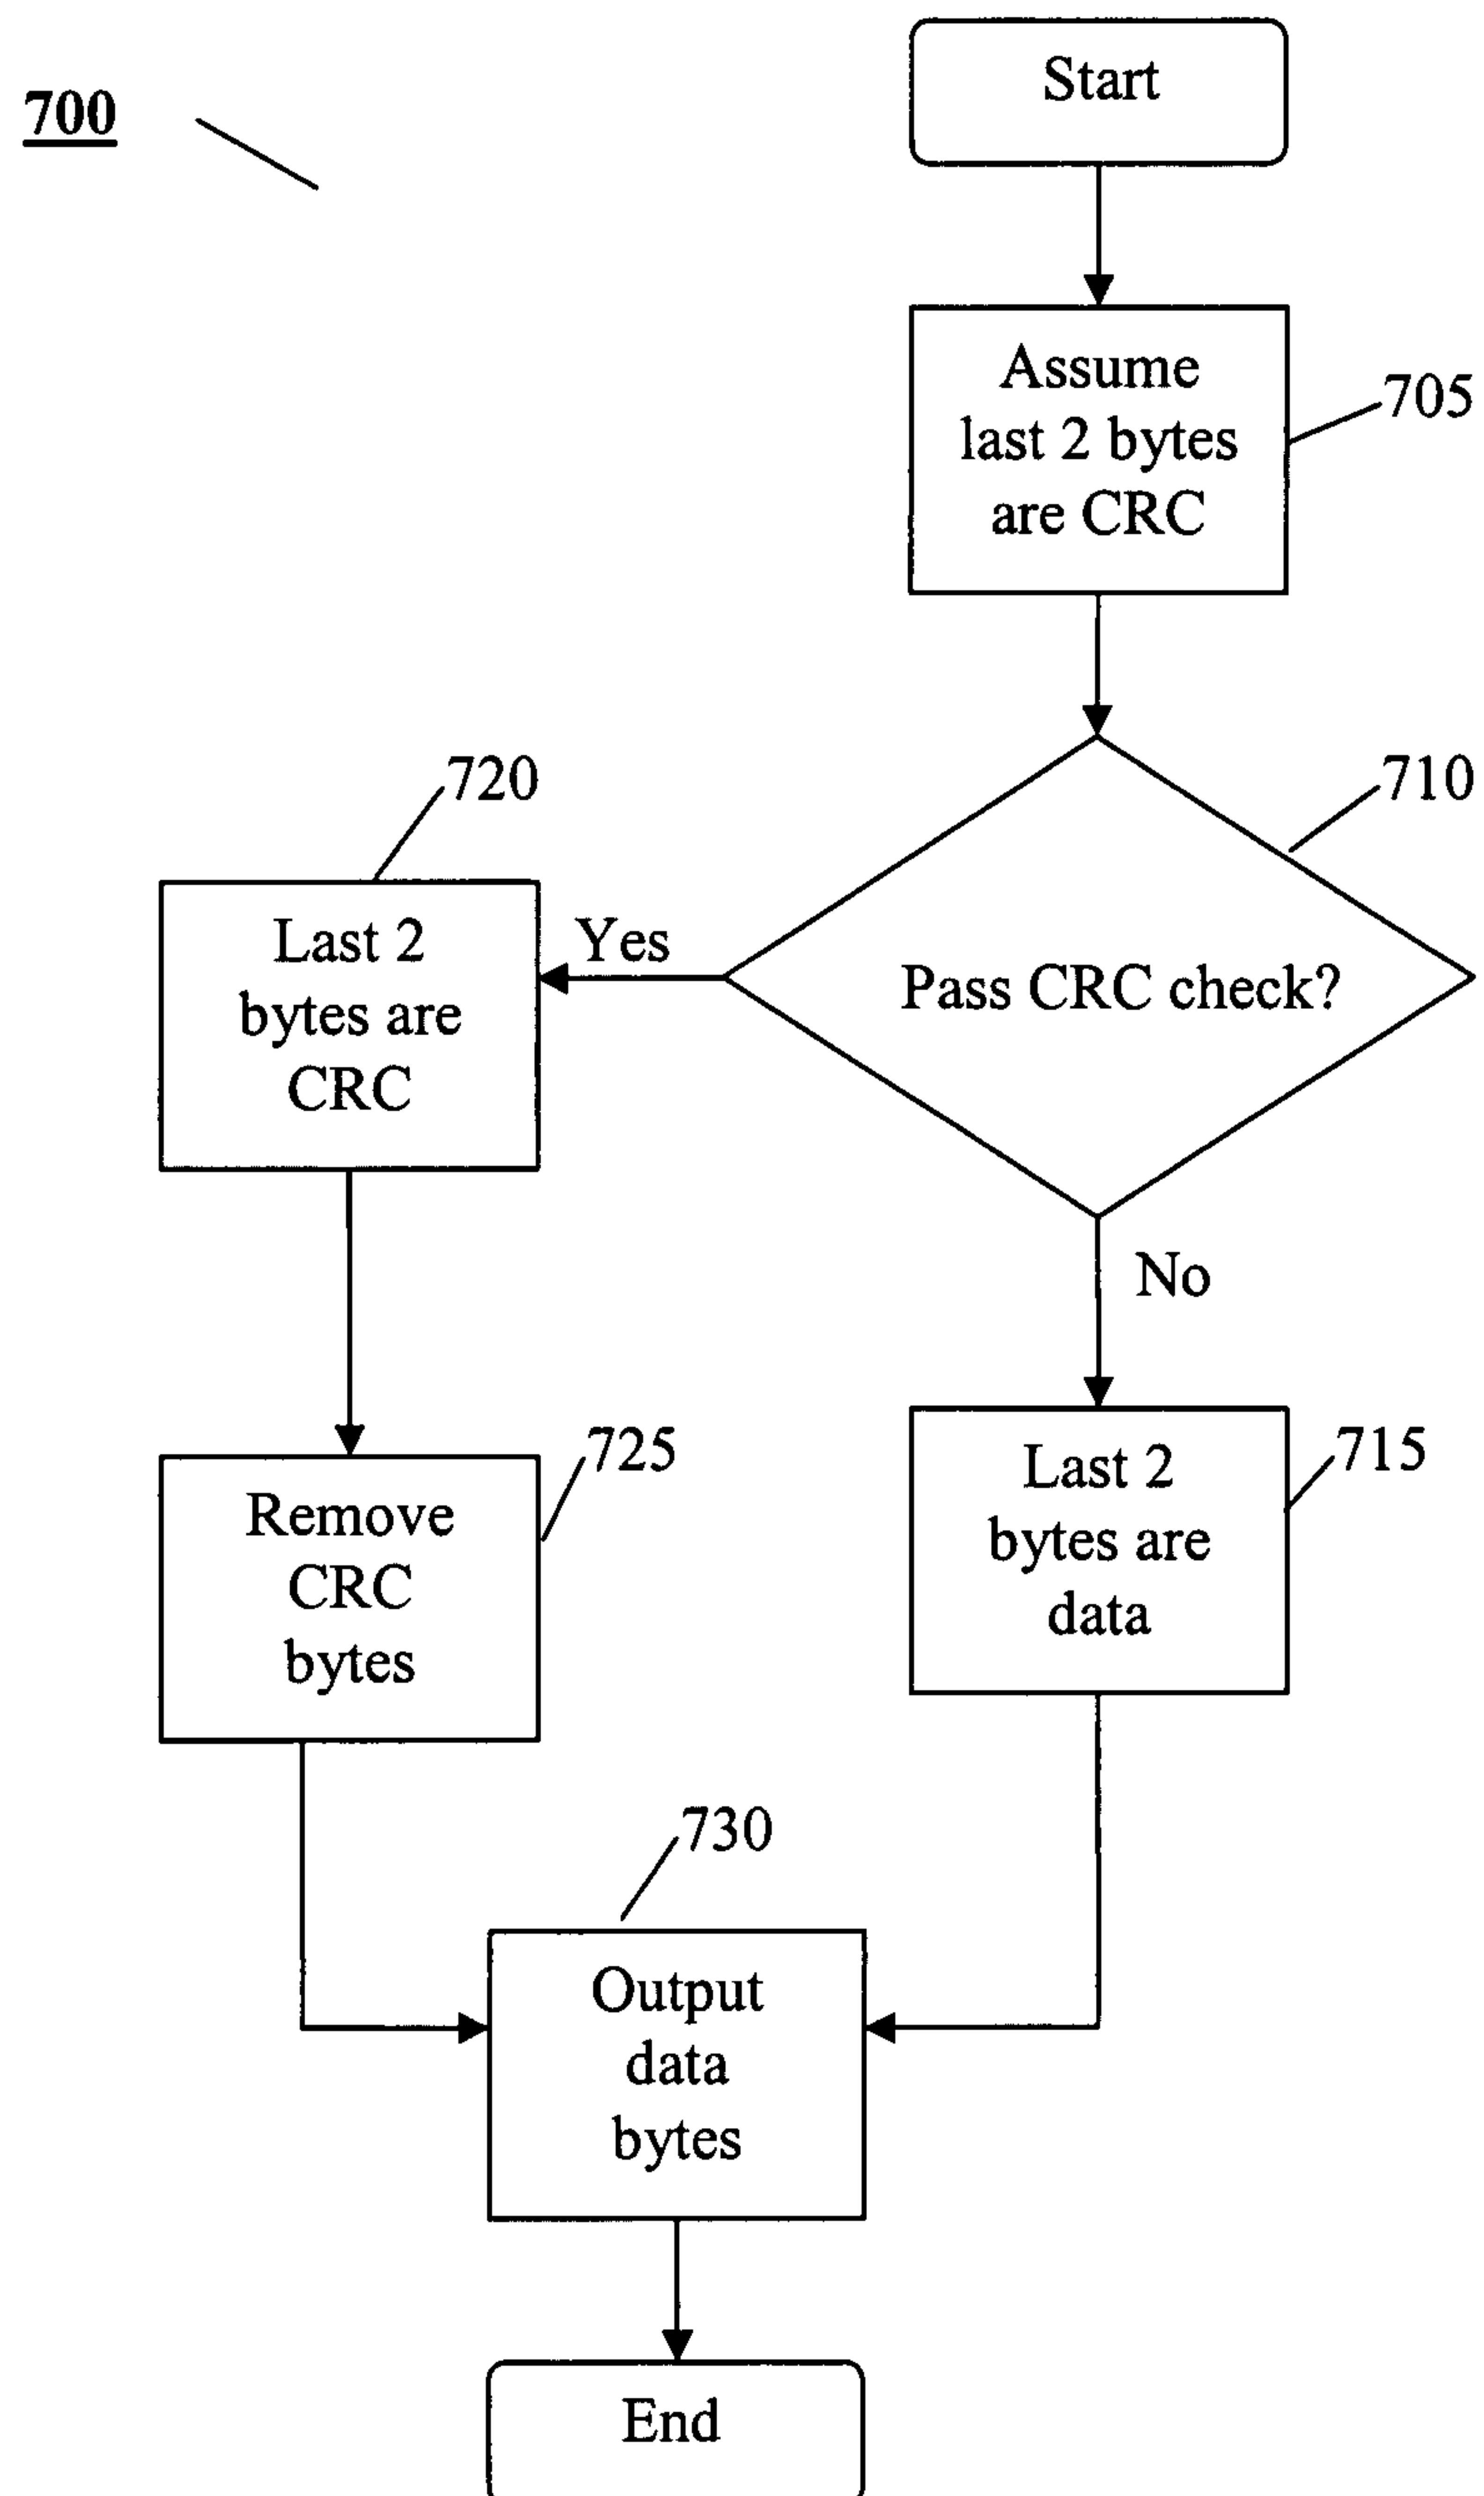 700
Start
Assume
last 2 bytes
are CRC
705
710
Pass CRC check?
Yes
720
Last 2
bytes are
CRC
No
725
Remove
CRC
bytes
715
Last 2
bytes are
data
730
Output
data
bytes
End